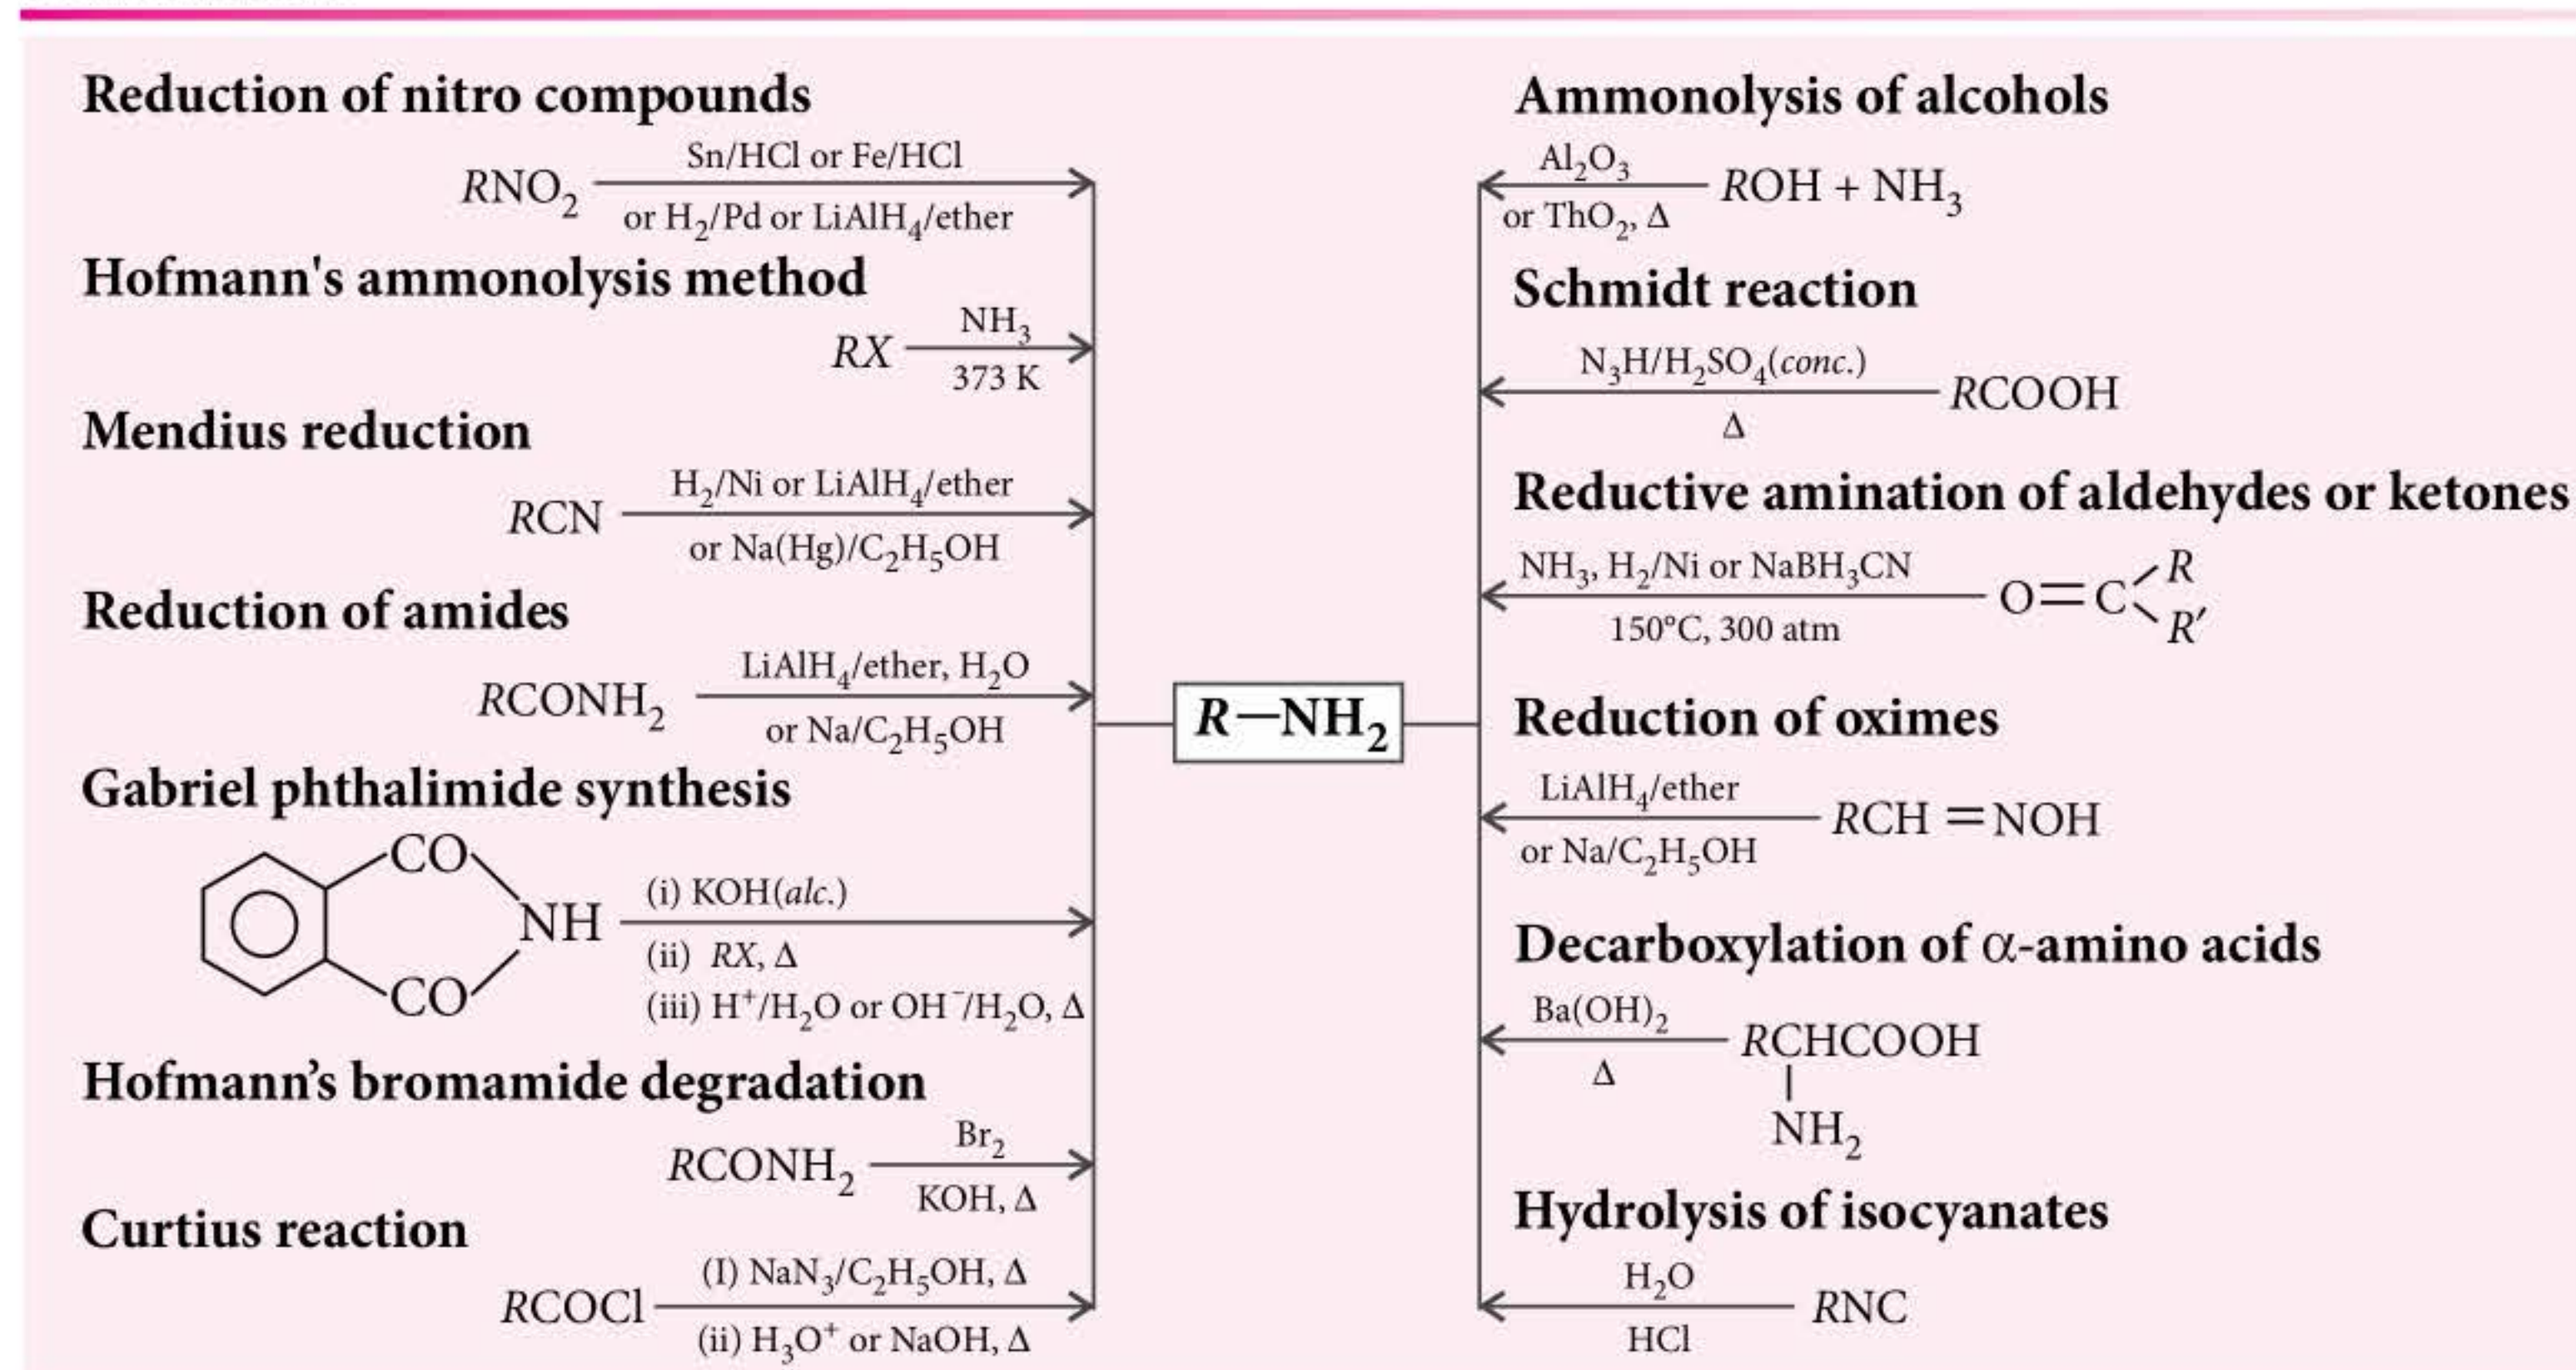 Reduction of nitro compounds
Sn/HCl or Fe/HCl
RNO₂
or H₂/Pd or LiAlH₄/ether
Hofmann's ammonolysis method
NH₃
RX
373 K
Mendius reduction
H₂/Ni or LiAlH₄/ether
RCN
or Na(Hg)/C₂H₅OH
Reduction of amides
LiAlH₄/ether, H₂O
RCONH₂
or Na/C₂H₅OH
Gabriel phthalimide synthesis
CO
NH
CO
(i) KOH(alc.)
(ii) RX, Δ
(iii) H⁺/H₂O or OH⁻/H₂O, Δ
Hofmann’s bromamide degradation
Br₂
RCONH₂
KOH, Δ
Curtius reaction
(I) NaN₃/C₂H₅OH, Δ
RCOCl
(ii) H₃O⁺ or NaOH, Δ
R—NH₂
Ammonolysis of alcohols
Al₂O₃
ROH + NH₃
or ThO₂, Δ
Schmidt reaction
N₃H/H₂SO₄(conc.)
RCOOH
Δ
Reductive amination of aldehydes or ketones
NH₃, H₂/Ni or NaBH₃CN
R
O=C
R′
150°C, 300 atm
Reduction of oximes
LiAlH₄/ether
RCH =NOH
or Na/C₂H₅OH
Decarboxylation of α-amino acids
Ba(OH)₂
RCHCOOH
Δ
NH₂
Hydrolysis of isocyanates
H₂O
RNC
HCl